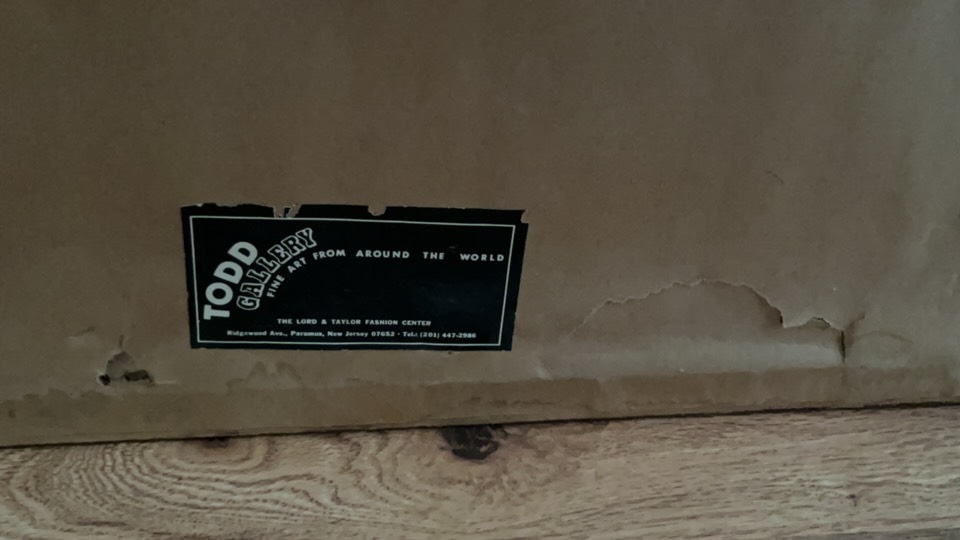 TODD
GALLERY
FINE ART FROM AROUND THE WORLD
THE LORD & TAYLOR FASHION CENTER
Ridgewood Ave., Paramus, New Jersey 07652 · Tel.: (201) 447-2986